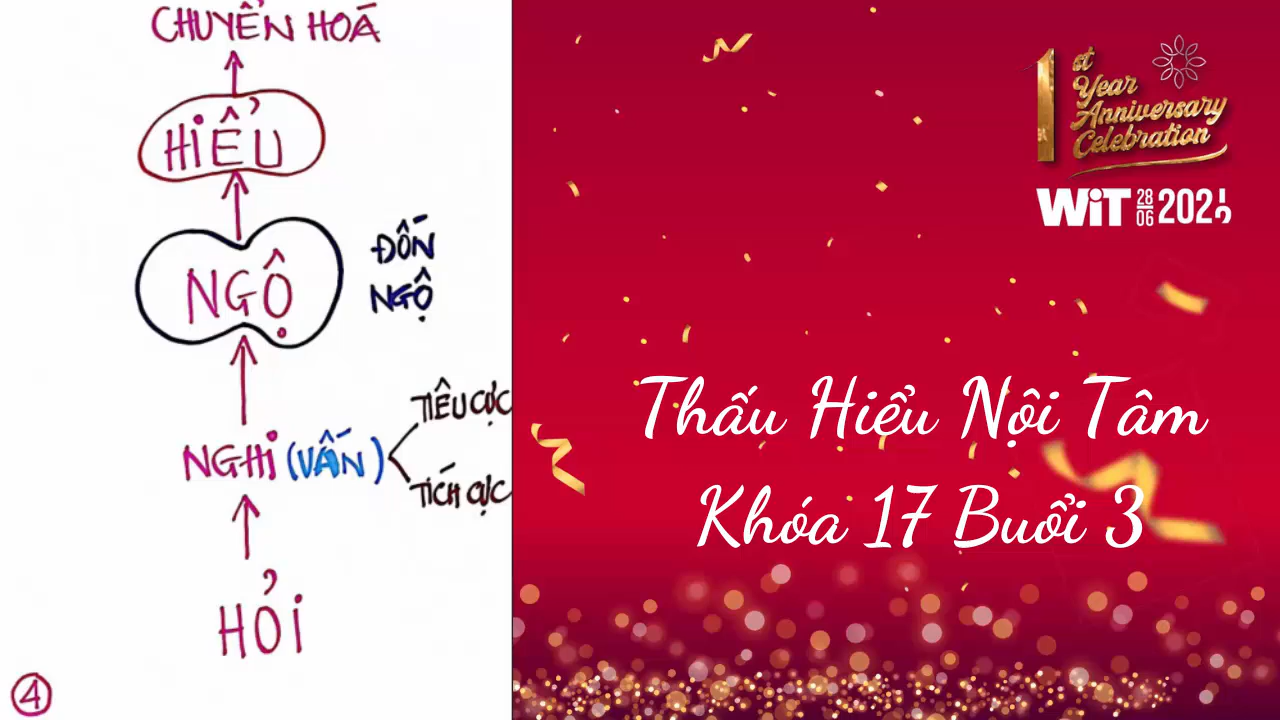 CHUYỂN HOÁ
HIỂU
NGỘ
ĐỐN
NGỘ
NGHI (VẤN)
TIÊU CỰC
TÍCH CỰC
HỎI
4
1st
Year
Anniversary
Celebration
WiT 28 06 202
Thấu Hiểu Nội Tâm
Khóa 17 Buổi 3